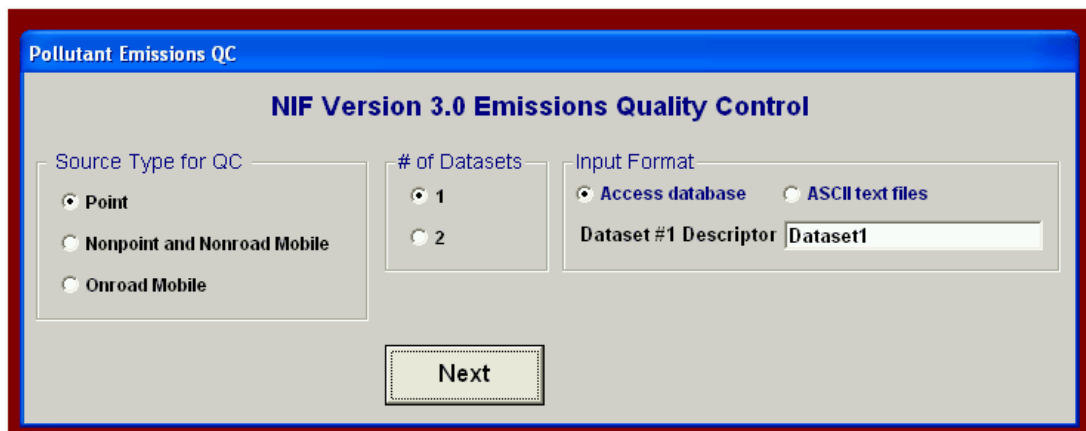 Pollutant Emissions QC
NIF Version 3.0 Emissions Quality Control
Source Type for QC
Point
Nonpoint and Nonroad Mobile
Onroad Mobile
# of Datasets
1
2
Input Format
Access database
ASCII text files
Dataset #1 Descriptor Dataset1
Next